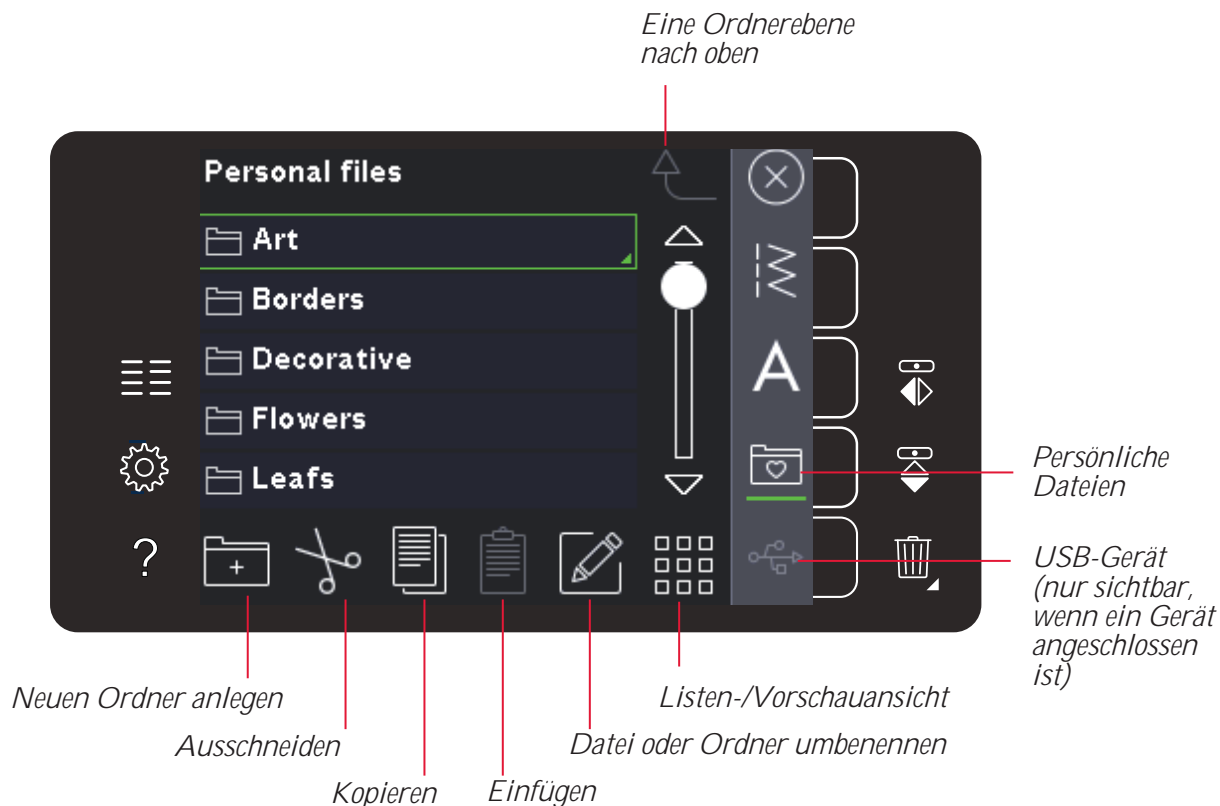 Eine Ordnerebene
nach oben
Personal files
Art
Borders
Decorative
Flowers
Leafs
A
?
Persönliche
Dateien
USB-Gerät
(nur sichtbar,
wenn ein Gerät
angeschlossen
ist)
Neuen Ordner anlegen
Listen-/Vorschauansicht
Ausschneiden
Datei oder Ordner umbenennen
Kopieren
Einfügen